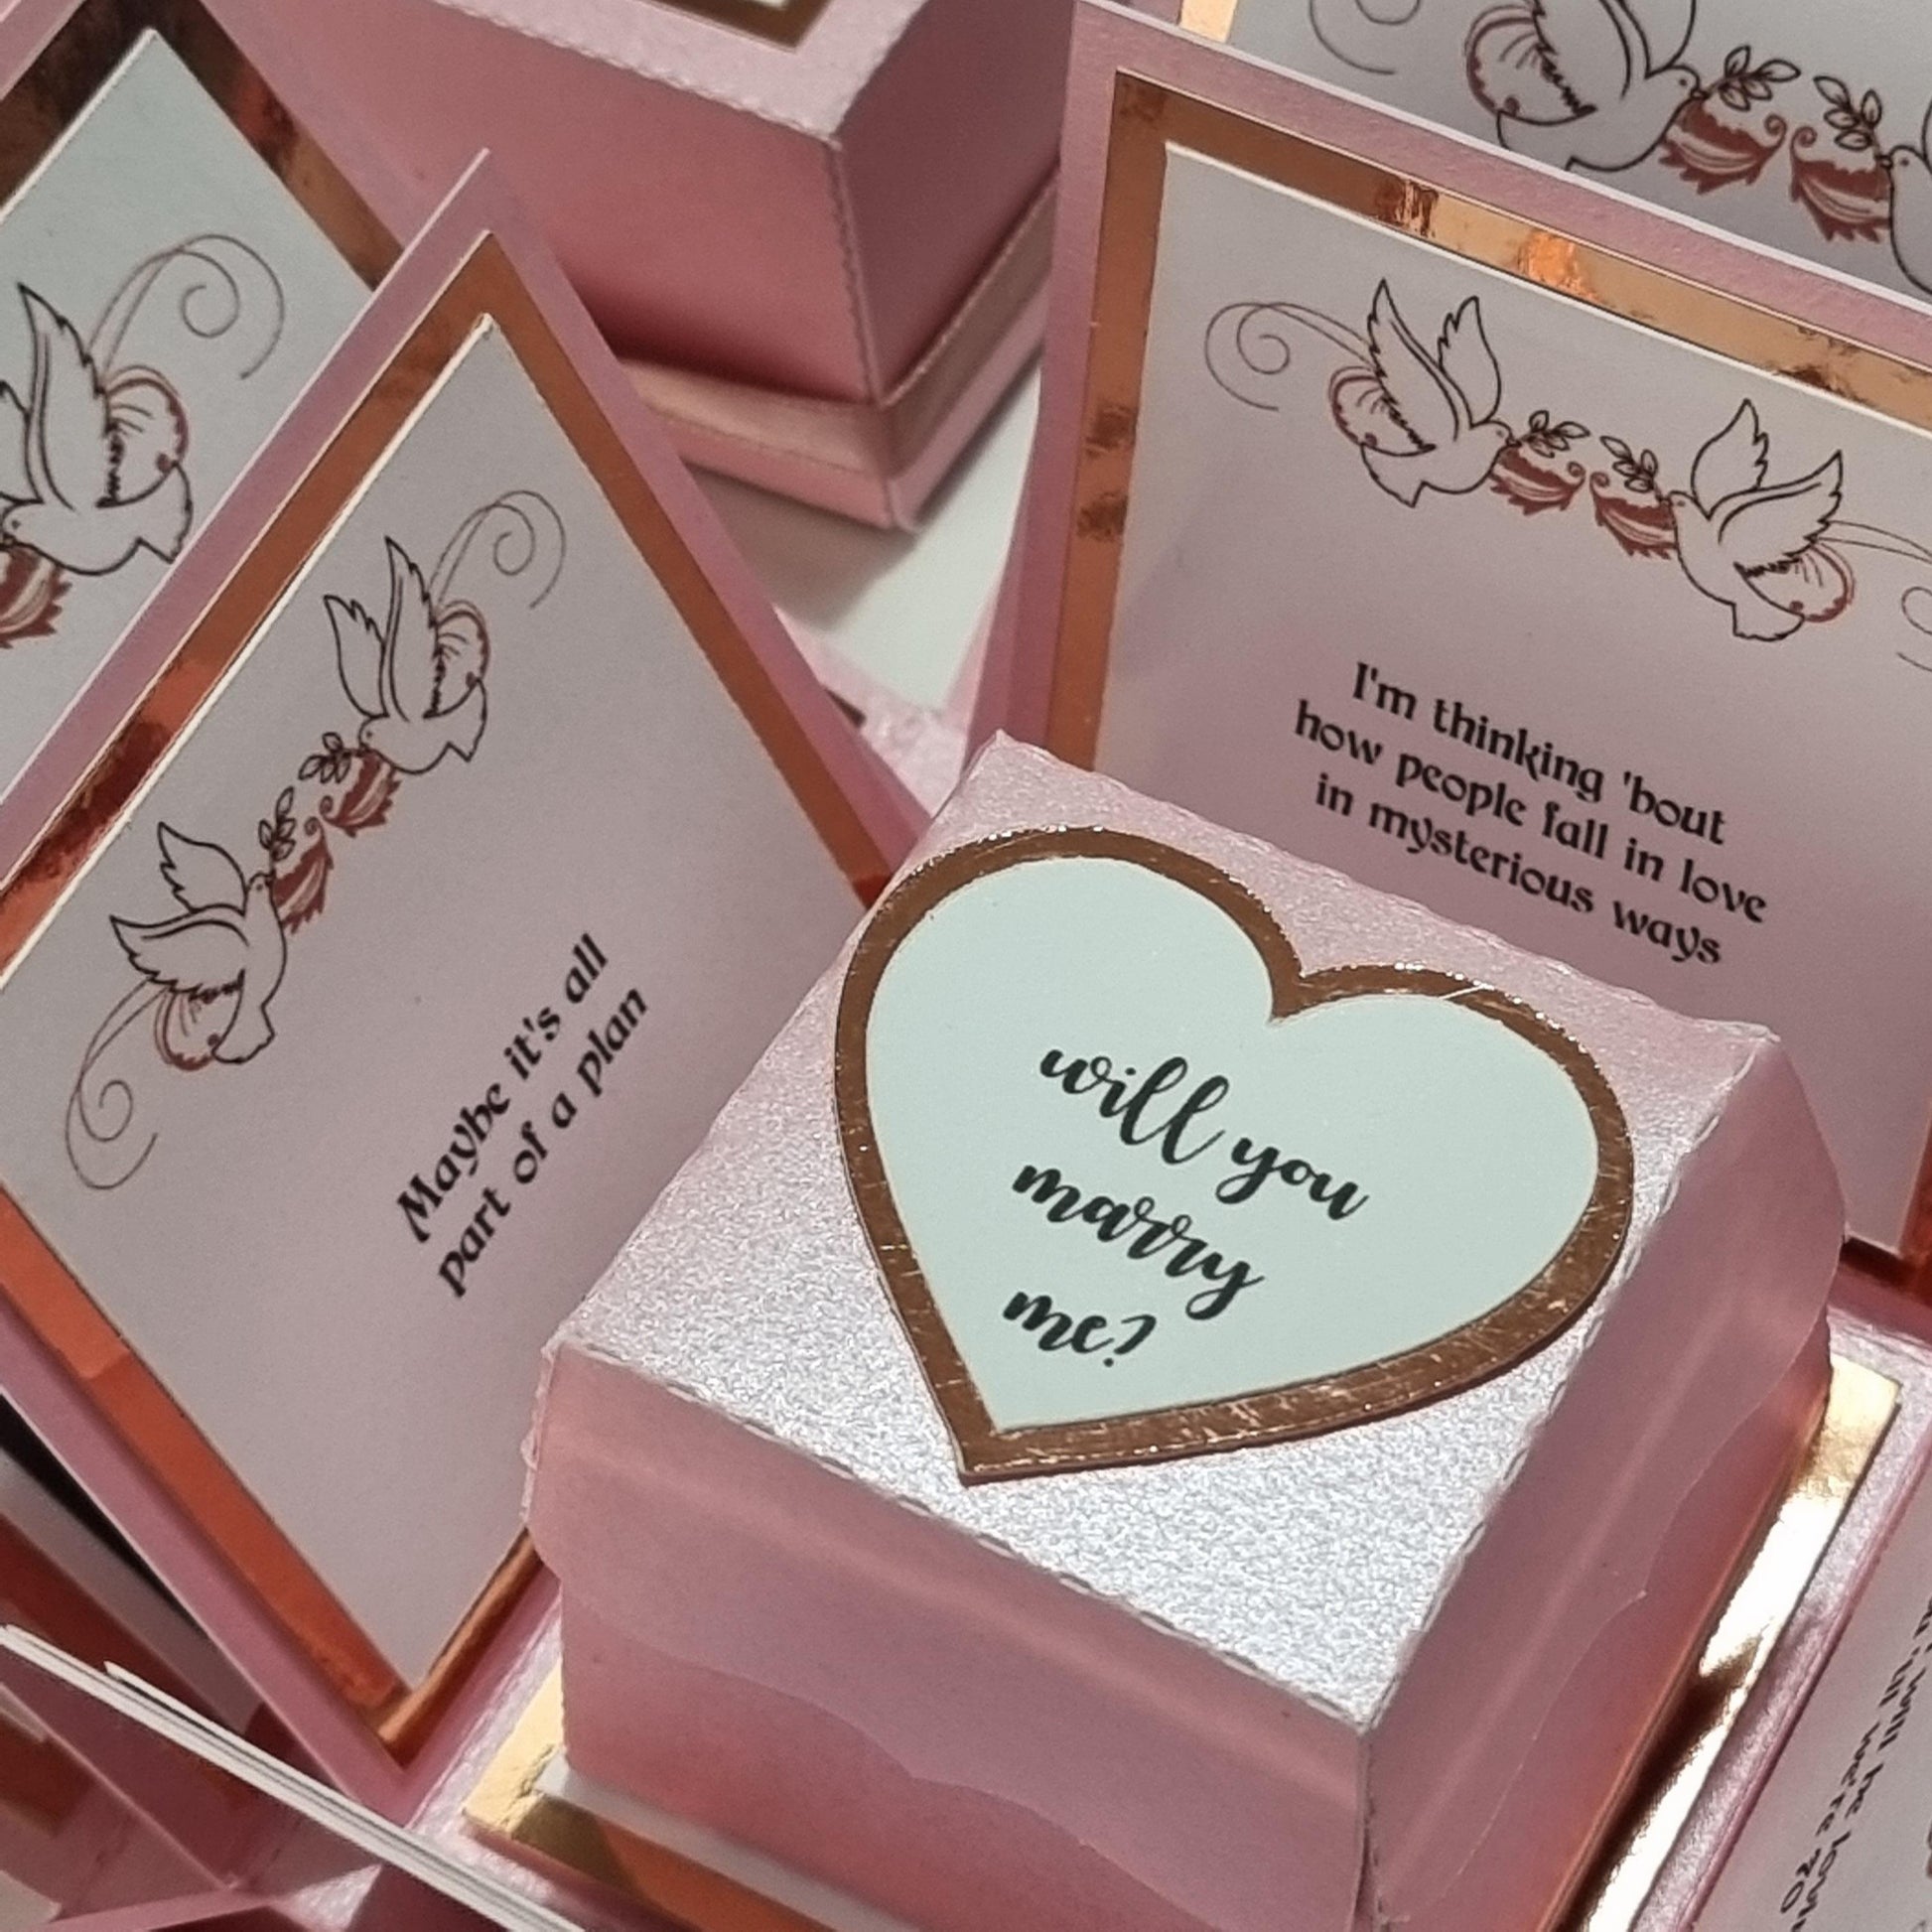 Maybe it's all
part of a plan
I'm thinking 'bout
how people fall in love
in mysterious ways
will you
marry
me?